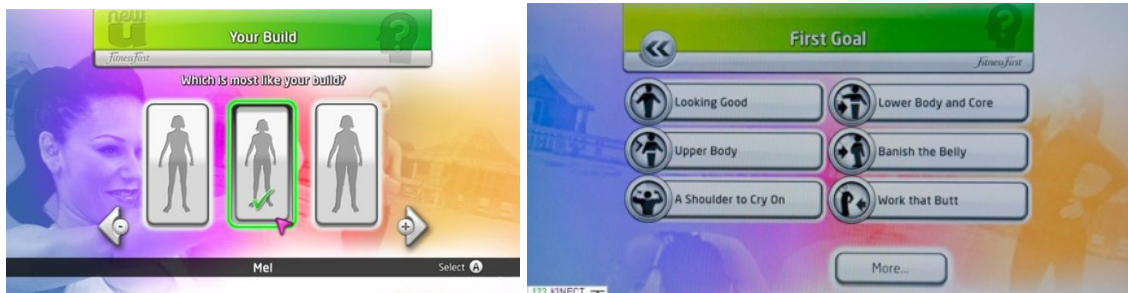 new
u
Your Build
Fitness First
Which is most like your build?
Mel
Select A
First Goal
Fitness First
Looking Good
Lower Body and Core
Upper Body
Banish the Belly
A Shoulder to Cry On
Work that Butt
More...
123 KINECT